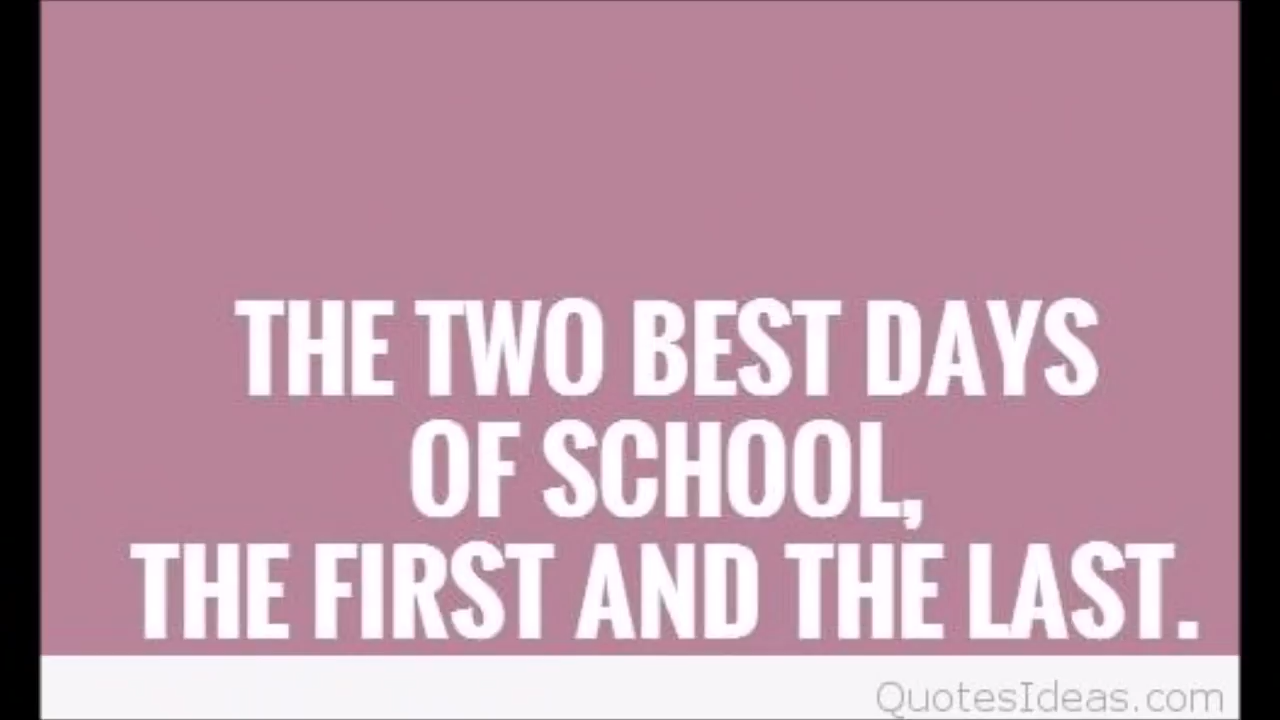 THE TWO BEST DAYS
OF SCHOOL,
THE FIRST AND THE LAST.
QuotesIdeas.com